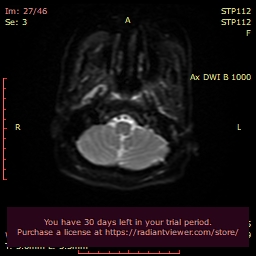 Im: 27/46
Se: 3
A
STP112
STP112
F
Ax DWI B 1000
R
L
You have 30 days left in your trial period.
Purchase a license at https://radiantviewer.com/store/